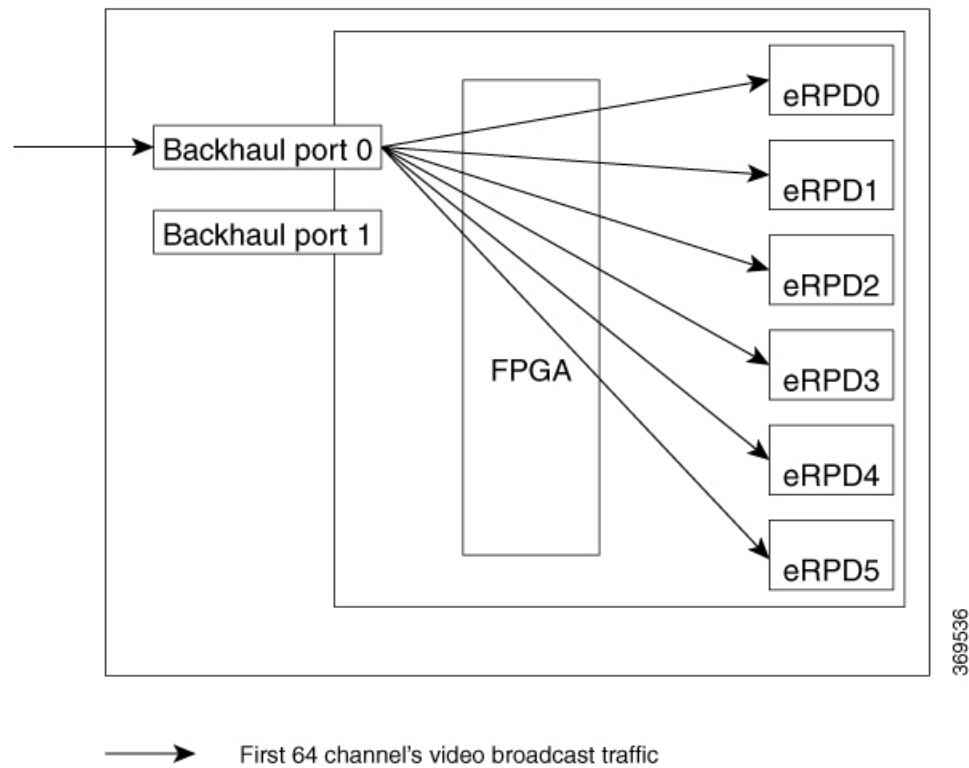 eRPD0
Backhaul port 0
eRPD1
Backhaul port 1
eRPD2
FPGA
eRPD3
eRPD4
eRPD5
369536
First 64 channel's video broadcast traffic